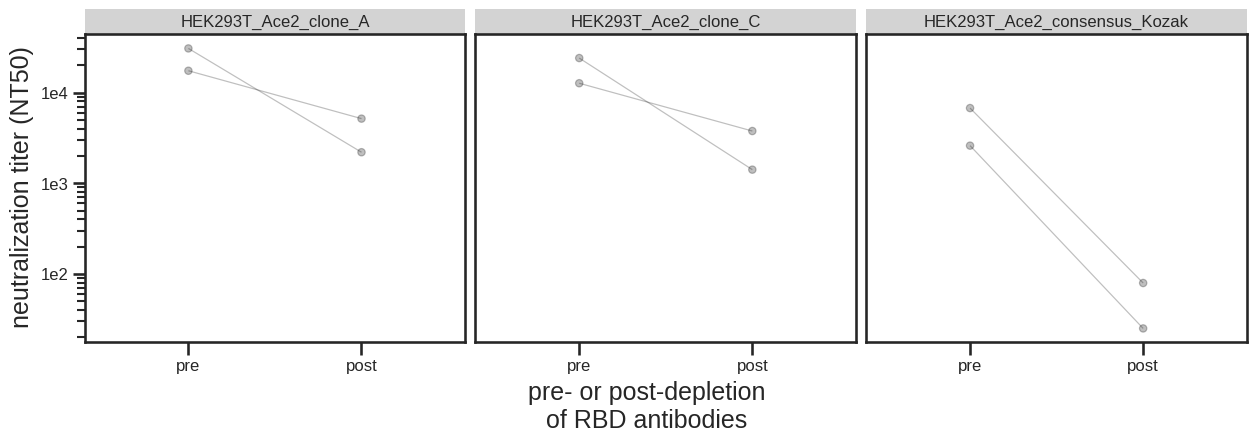 HEK293T_Ace2_clone_A
HEK293T_Ace2_clone_C
HEK293T_Ace2_consensus_Kozak
neutralization titer (NT50)
1e4
1e3
1e2
pre
post
pre
post
pre
post
pre- or post-depletion
of RBD antibodies